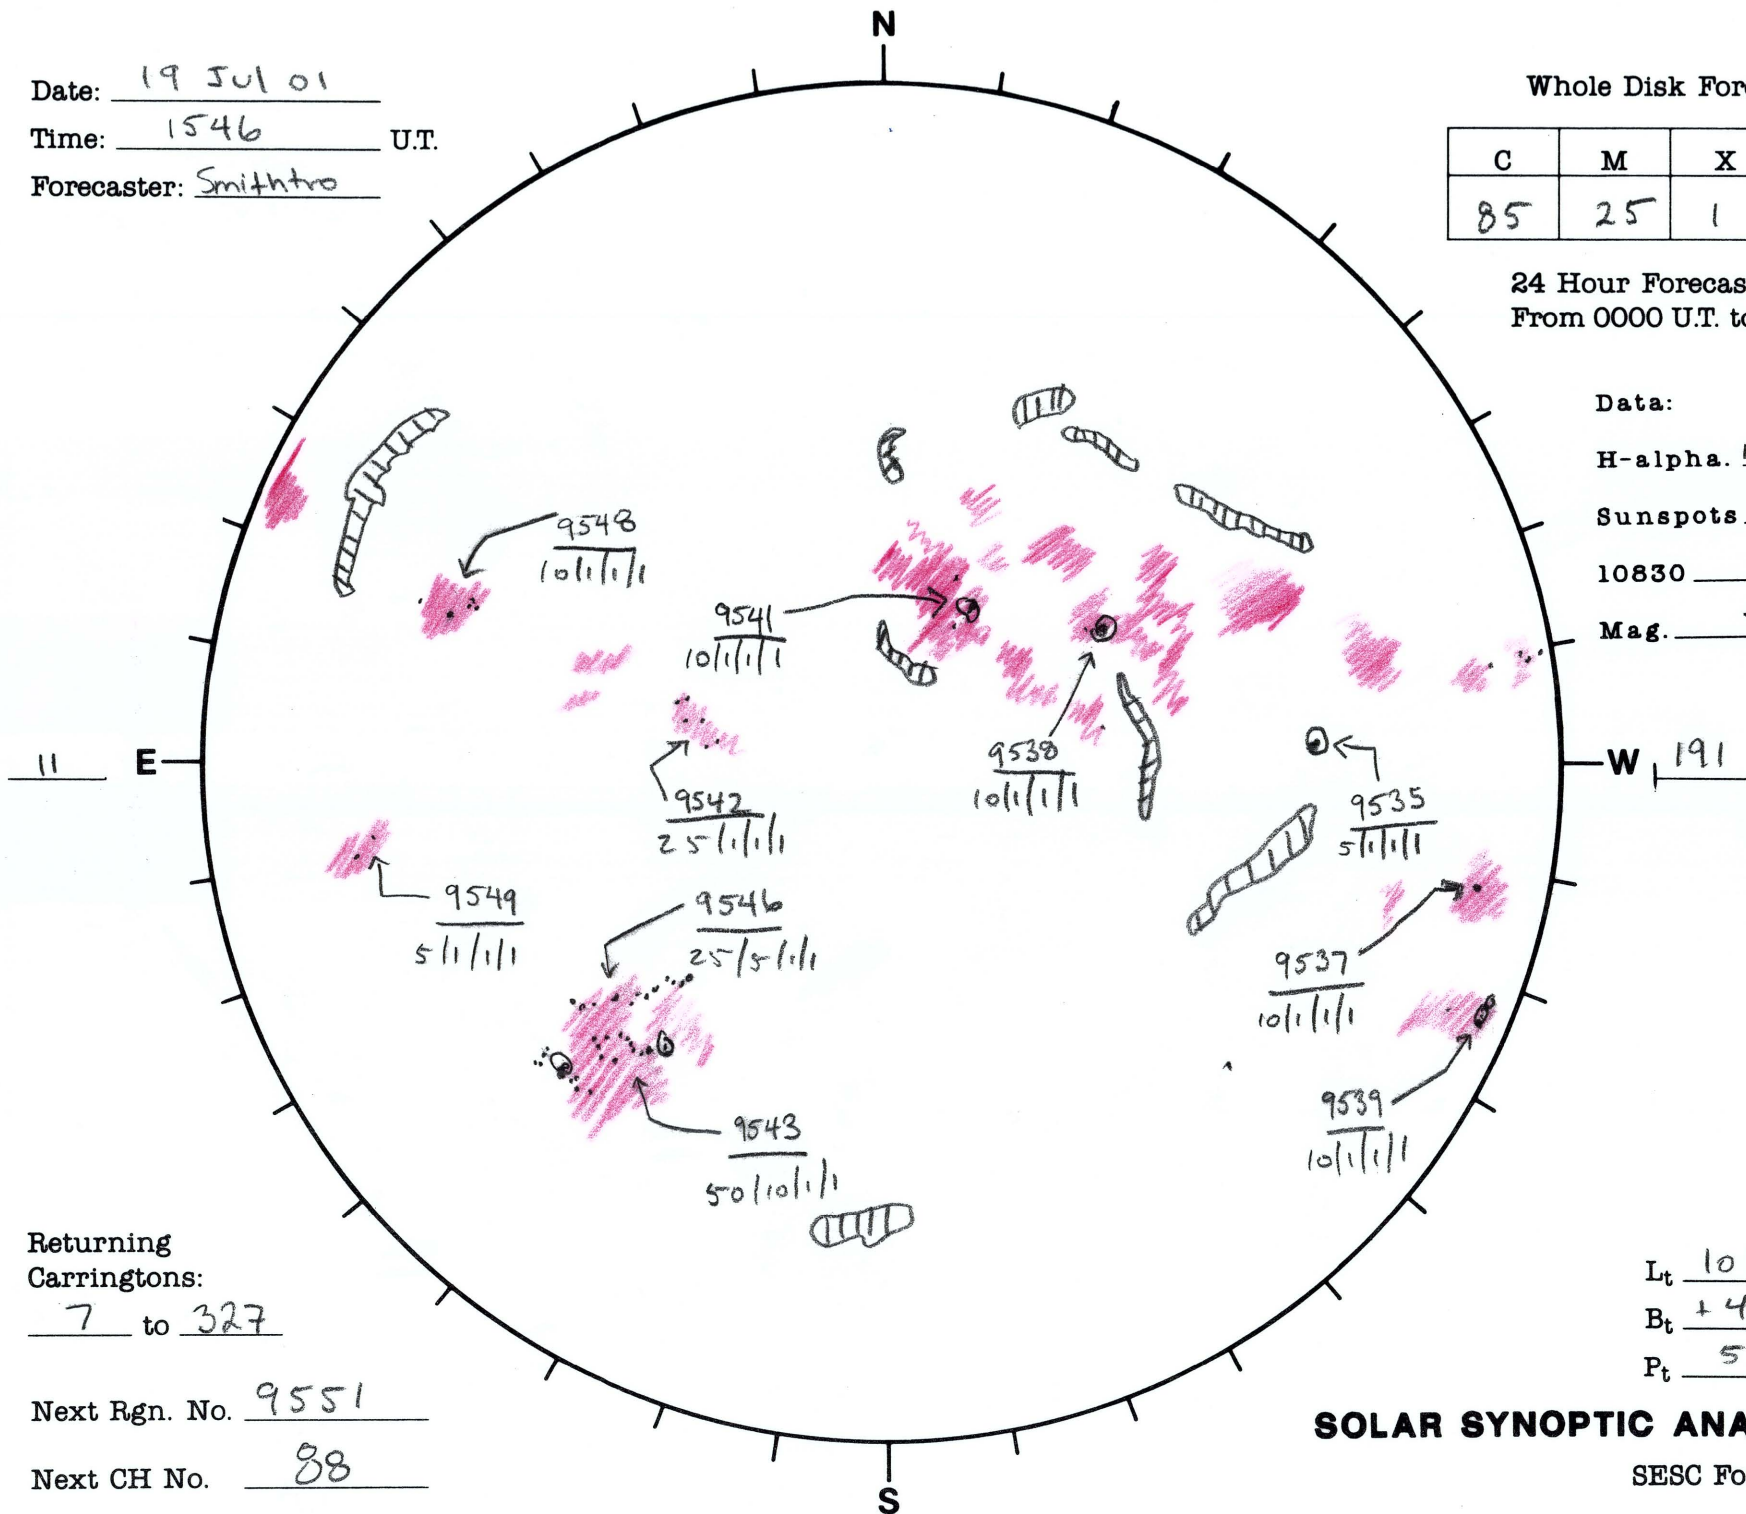 N
Date: 19 Jul 01
Time: 1546 U.T.
Forecaster: Smithtro
Whole Disk For
C M X
85 25 1
24 Hour Forecas
From 0000 U.T. to
Data:
H-alpha.
Sunspots.
10830
Mag.
9548
10/1/1/1
9541
10/1/1/1
11 E
W 191
9538
10/1/1/1
9542
25/1/1/1
9535
5/1/1/1
9549
5/1/1/1
9546
25/5/1/1
9537
10/1/1/1
9539
10/1/1/1
9543
50/10/1/1
Returning
Carringtons:
7 to 327
Next Rgn. No. 9551
Next CH No. 88
Lt 10
Bt +4
Pt 5
SOLAR SYNOPTIC ANA
SESC Fo
S